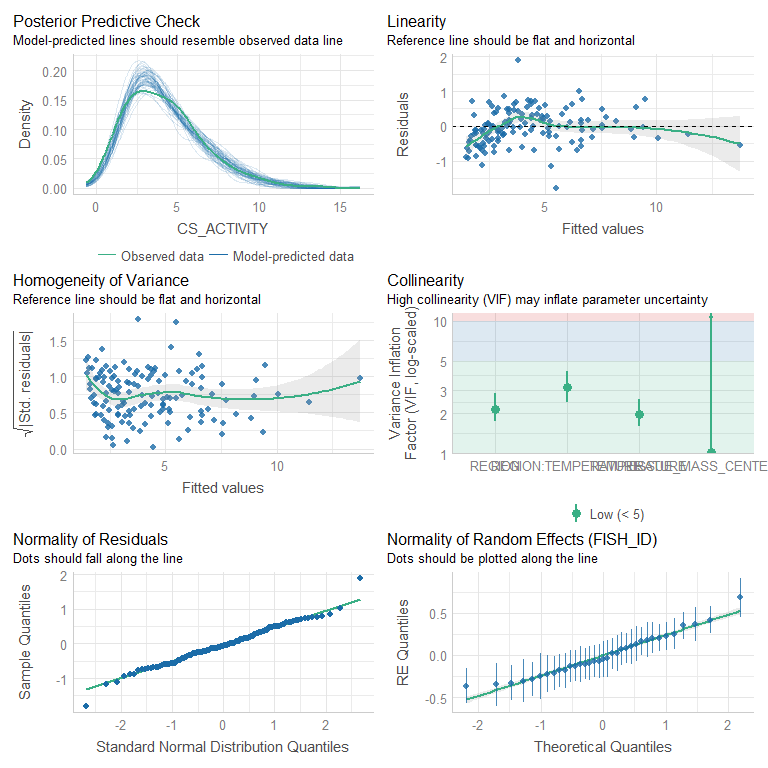 Posterior Predictive Check
Model-predicted lines should resemble observed data line
0.20
0.15
0.10
0.05
0.00
Density
0
5
10
15
CS_ACTIVITY
Observed data
Model-predicted data
Linearity
Reference line should be flat and horizontal
2
1
0
-1
Residuals
5
10
Fitted values
Homogeneity of Variance
Reference line should be flat and horizontal
1.5
1.0
0.5
0.0
√|Std. residuals|
5
10
Fitted values
Collinearity
High collinearity (VIF) may inflate parameter uncertainty
10
5
3
2
1
Variance Inflation
Factor (VIF, log-scaled)
REGION
REGION:TEMPERATURE
TEMPERATURE
MASS_CENTE
Low (< 5)
Normality of Residuals
Dots should fall along the line
2
1
0
-1
Sample Quantiles
-2
-1
0
1
2
Standard Normal Distribution Quantiles
Normality of Random Effects (FISH_ID)
Dots should be plotted along the line
0.5
0.0
-0.5
RE Quantiles
-2
-1
0
1
2
Theoretical Quantiles